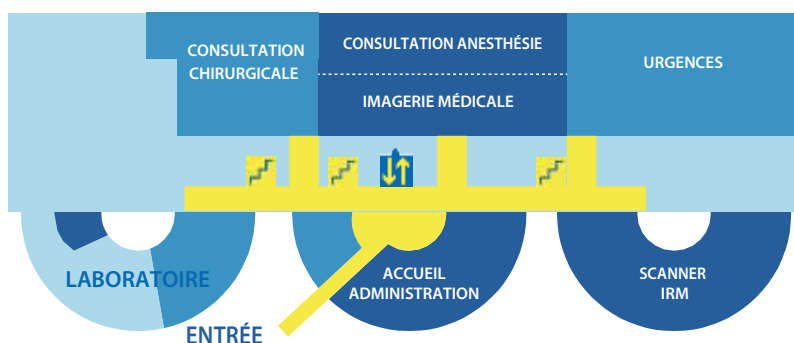 CONSULTATION
CHIRURGICALE
CONSULTATION ANESTHÉSIE
IMAGERIE MÉDICALE
URGENCES
LABORATOIRE
ACCUEIL
ADMINISTRATION
SCANNER
IRM
ENTRÉE